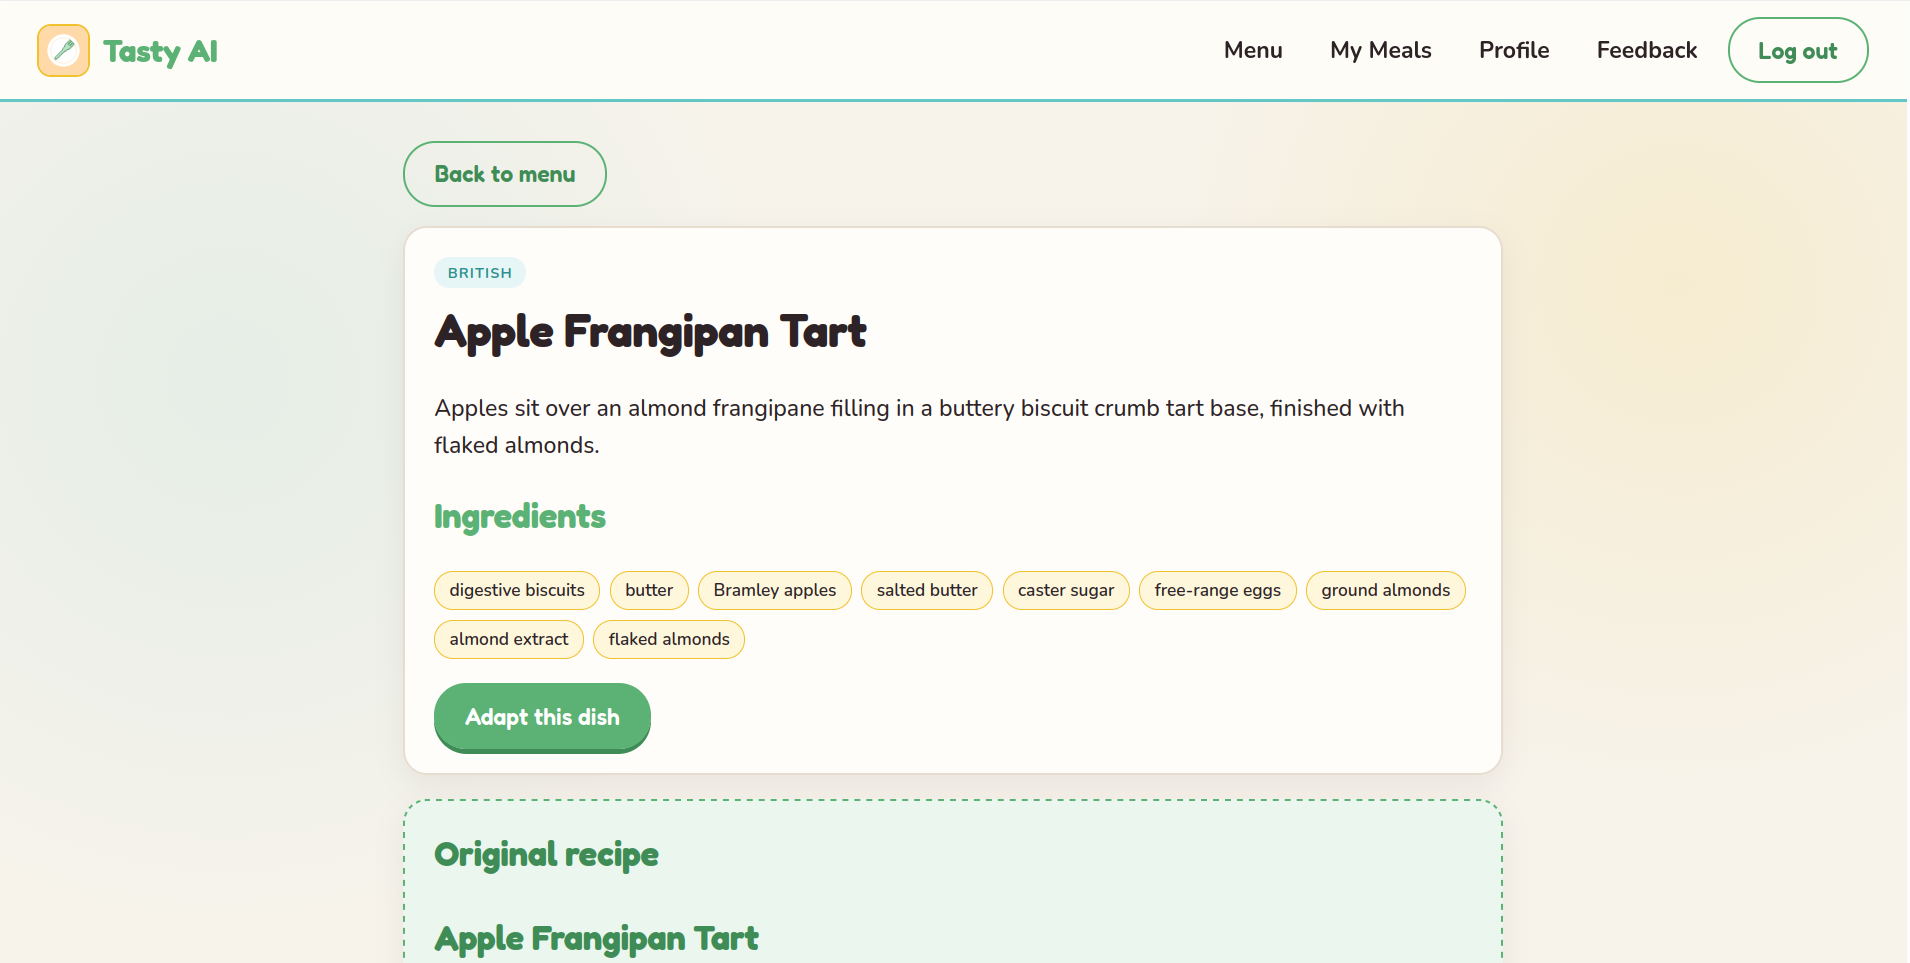 Tasty AI
Menu
My Meals
Profile
Feedback
Log out
Back to menu
BRITISH
Apple Frangipan Tart
Apples sit over an almond frangipane filling in a buttery biscuit crumb tart base, finished with
flaked almonds.
Ingredients
digestive biscuits
butter
Bramley apples
salted butter
caster sugar
free-range eggs
ground almonds
almond extract
flaked almonds
Adapt this dish
Original recipe
Apple Frangipan Tart